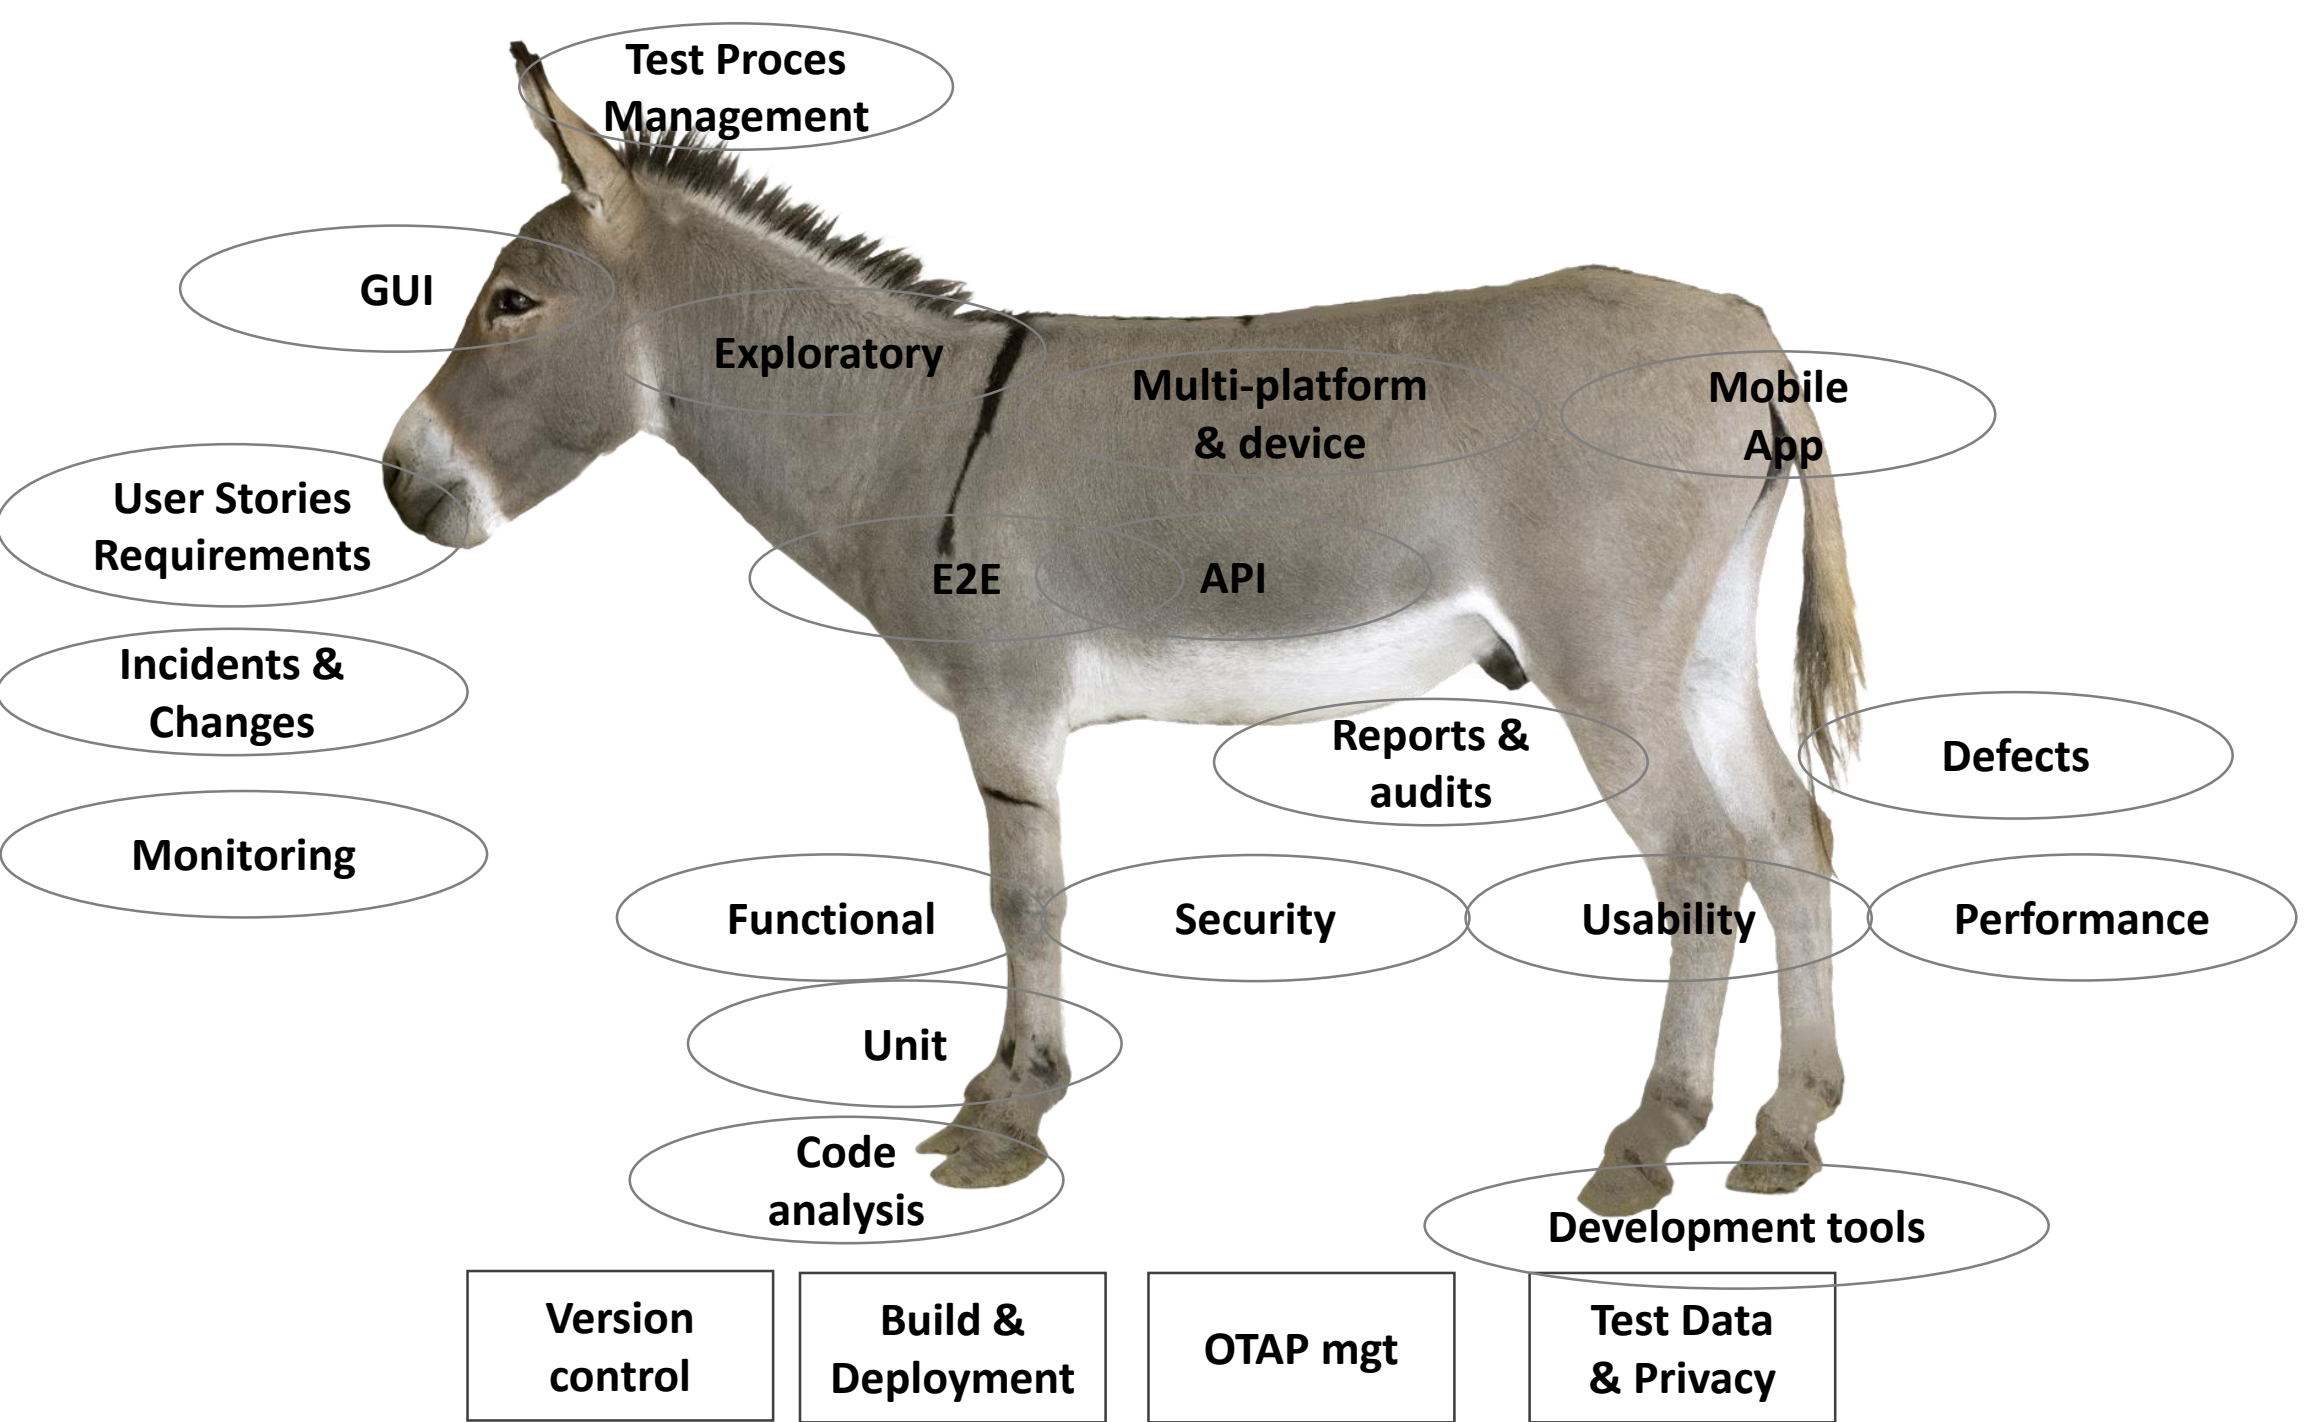 Test Proces
Management
GUI
Exploratory
Multi-platform
& device
Mobile
App
User Stories
Requirements
E2E
API
Incidents &
Changes
Reports &
audits
Defects
Monitoring
Functional
Security
Usability
Performance
Unit
Code
analysis
Development tools
Version
control
Build &
Deployment
OTAP mgt
Test Data
& Privacy